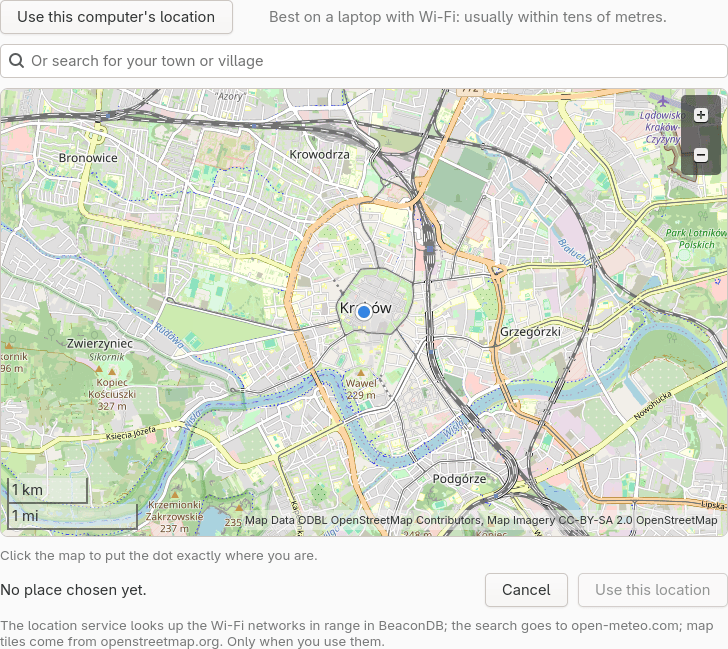 Use this computer's location
Best on a laptop with Wi-Fi: usually within tens of metres.
Or search for your town or village
"Azory"
Lądowisko
Kraków-
Czyżyny
Bronowice
Krowodrza
Park Lotników
Polskich
Białucha
Kraków
Grzegórzki
Rudawa
Zwierzyniec
Sikornik
Kopiec
Kościuszki
327 m
Wawel
229 m
Nowohucka
Księcia Józefa
Podgórze
1 km
1 mi
Krzemionki
Zakrzowskie
237 m
235
Lipska
Map Data ODBL OpenStreetMap Contributors, Map Imagery CC-BY-SA 2.0 OpenStreetMap
Click the map to put the dot exactly where you are.
No place chosen yet.
Cancel
Use this location
The location service looks up the Wi-Fi networks in range in BeaconDB; the search goes to open-meteo.com; map
tiles come from openstreetmap.org. Only when you use them.